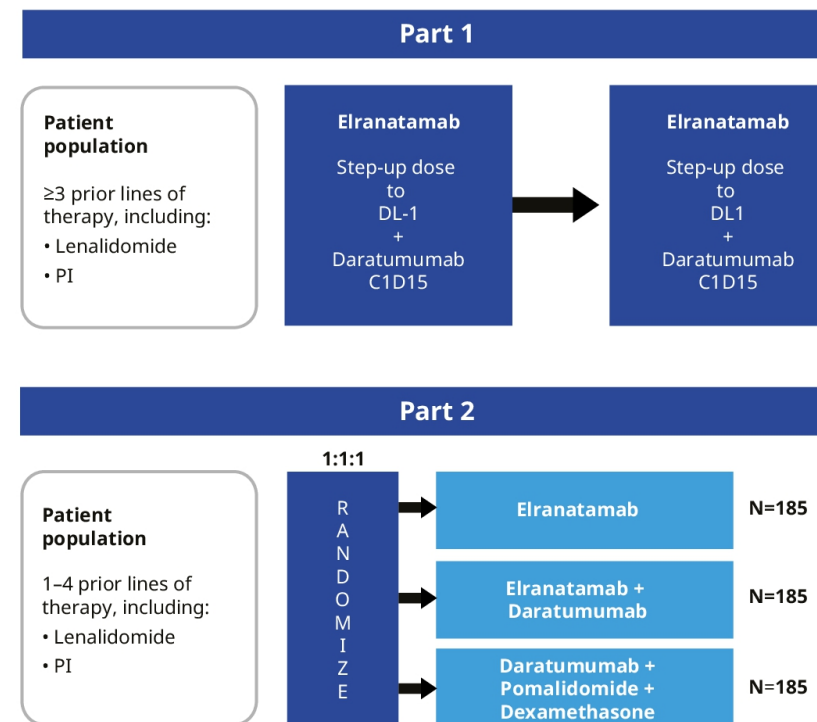 Part 1
Patient
population
≥3 prior lines of
therapy, including:
• Lenalidomide
• PI
Elranatamab
Step-up dose
to
DL-1
+
Daratumumab
C1D15
Elranatamab
Step-up dose
to
DL1
+
Daratumumab
C1D15
Part 2
Patient
population
1–4 prior lines of
therapy, including:
• Lenalidomide
• PI
1:1:1
R
A
N
D
O
M
I
Z
E
Elranatamab
N=185
Elranatamab +
Daratumumab
N=185
Daratumumab +
Pomalidomide +
Dexamethasone
N=185